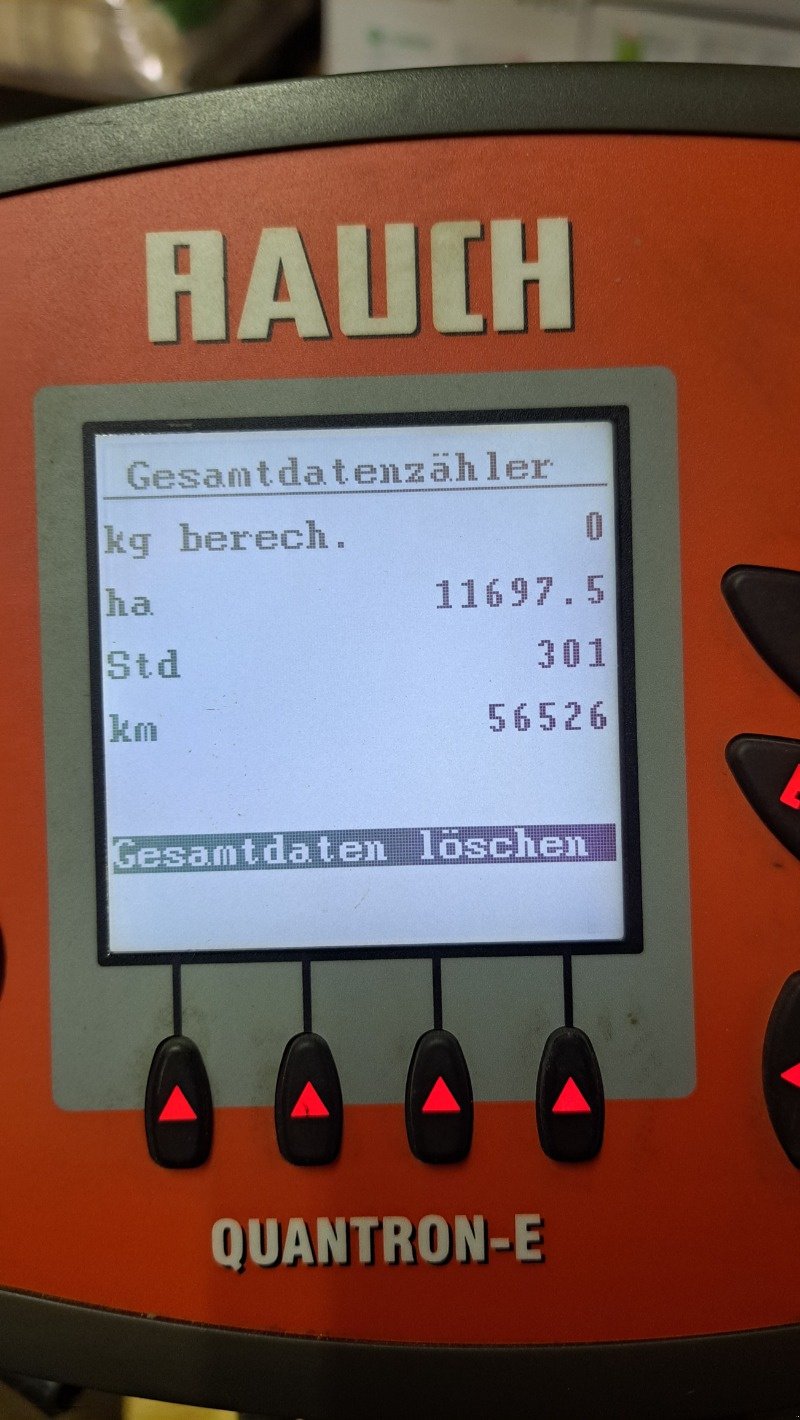 RAUCH
Gesamtdatenzähler
kg berech. 0
ha 11697.5
Std 301
km 56526
Gesamtdaten löschen
QUANTRON-E